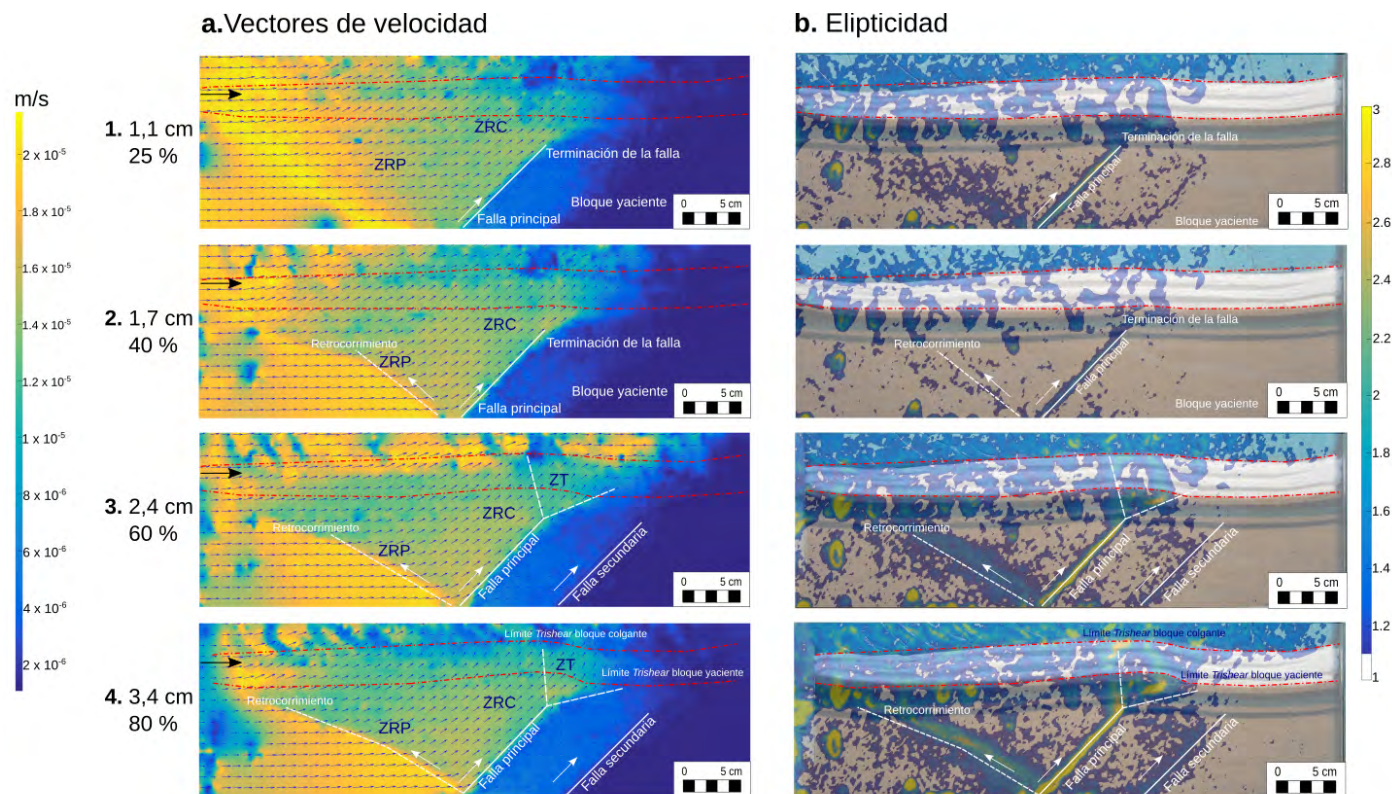 a.Vectores de velocidad
b. Elipticidad
m/s
2 x 10⁻⁵
1.8 x 10⁻⁵
1.6 x 10⁻⁵
1.4 x 10⁻⁵
1.2 x 10⁻⁵
1 x 10⁻⁵
8 x 10⁻⁶
6 x 10⁻⁶
4 x 10⁻⁶
2 x 10⁻⁶
1. 1,1 cm
25 %
ZRC
ZRP
Terminación de la falla
Bloque yaciente
Falla principal
0 5 cm
Terminación de la falla
Falla principal
Bloque yaciente
0 5 cm
2. 1,7 cm
40 %
ZRC
Retrocorrimiento
ZRP
Terminación de la falla
Bloque yaciente
Falla principal
0 5 cm
Terminación de la falla
Retrocorrimiento
Falla principal
Bloque yaciente
0 5 cm
3. 2,4 cm
60 %
ZT
ZRC
Retrocorrimiento
ZRP
Falla principal
Falla secundaria
0 5 cm
Retrocorrimiento
Falla principal
Falla secundaria
0 5 cm
4. 3,4 cm
80 %
Límite Trishear bloque colgante
ZT
Límite Trishear bloque yaciente
ZRC
Retrocorrimiento
ZRP
Falla principal
Falla secundaria
0 5 cm
Límite Trishear bloque colgante
Límite Trishear bloque yaciente
Retrocorrimiento
Falla principal
Falla secundaria
0 5 cm
3
2.8
2.6
2.4
2.2
2
1.8
1.6
1.4
1.2
1
1